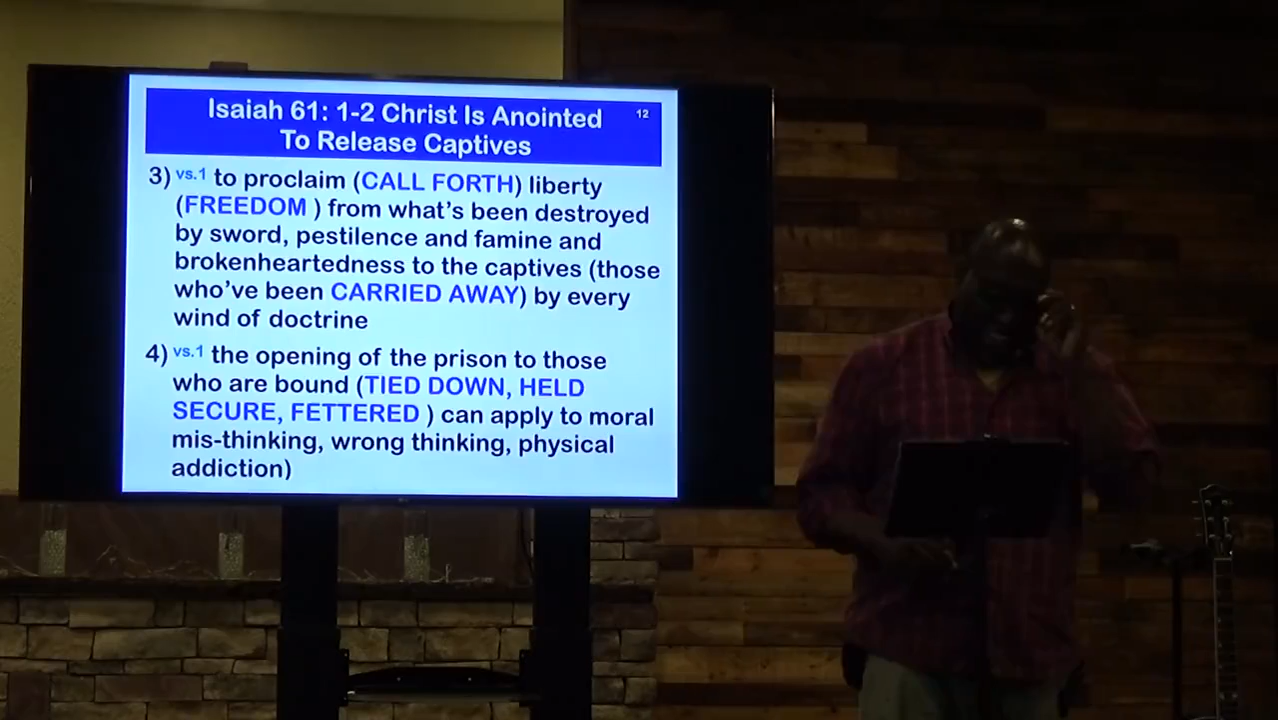 Isaiah 61: 1-2 Christ Is Anointed 12
To Release Captives
3) vs.1 to proclaim (CALL FORTH) liberty
(FREEDOM ) from what's been destroyed
by sword, pestilence and famine and
brokenheartedness to the captives (those
who've been CARRIED AWAY) by every
wind of doctrine
4) vs.1 the opening of the prison to those
who are bound (TIED DOWN, HELD
SECURE, FETTERED ) can apply to moral
mis-thinking, wrong thinking, physical
addiction)